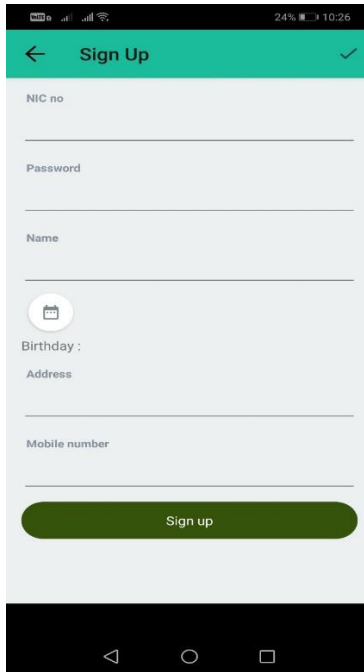 24% 10:26
Sign Up
NIC no
Password
Name
Birthday :
Address
Mobile number
Sign up